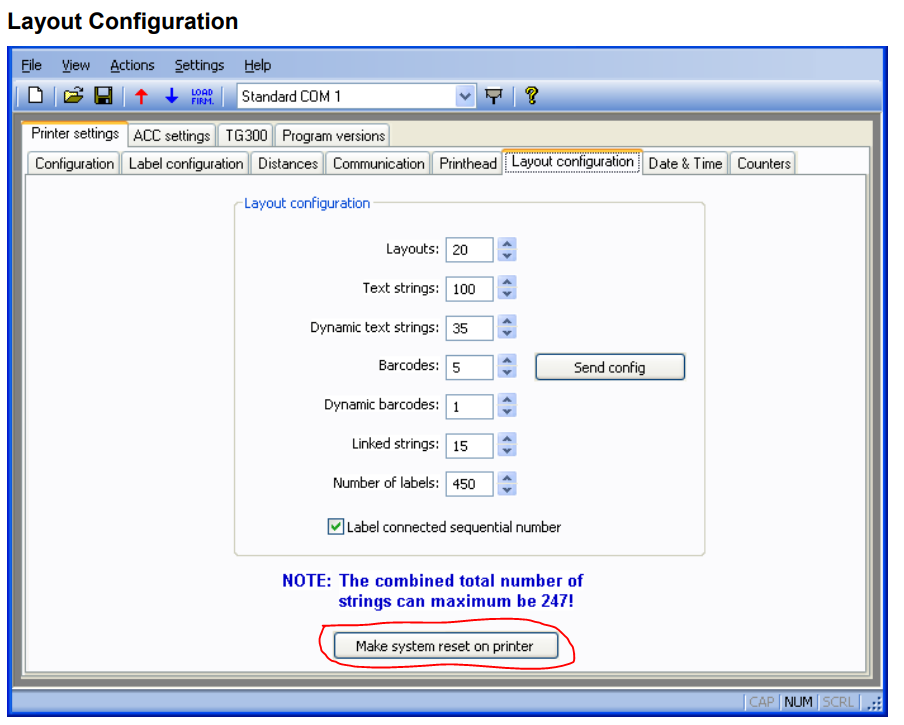 Layout Configuration
File View Actions Settings Help
LOAD FIRM. Standard COM 1
Printer settings ACC settings TG300 Program versions
Configuration Label configuration Distances Communication Printhead Layout configuration Date & Time Counters
Layout configuration
Layouts: 20
Text strings: 100
Dynamic text strings: 35
Barcodes: 5 Send config
Dynamic barcodes: 1
Linked strings: 15
Number of labels: 450
Label connected sequential number
NOTE: The combined total number of
strings can maximum be 247!
Make system reset on printer
CAP NUM SCRL